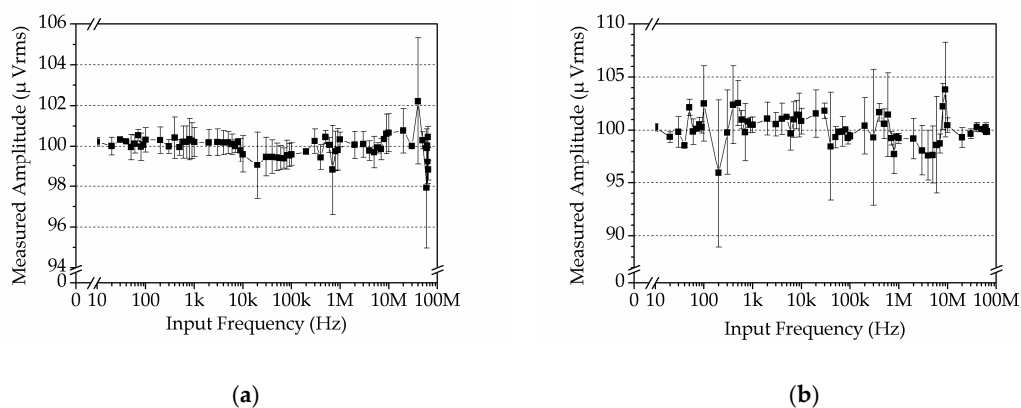 106
104
102
100
98
96
94
0
Measured Amplitude (μ Vrms)
0 10 100 1k 10k 100k 1M 10M 100M
Input Frequency (Hz)
(a)
110
105
100
95
90
0
Measured Amplitude (μ Vrms)
0 10 100 1k 10k 100k 1M 10M 100M
Input Frequency (Hz)
(b)